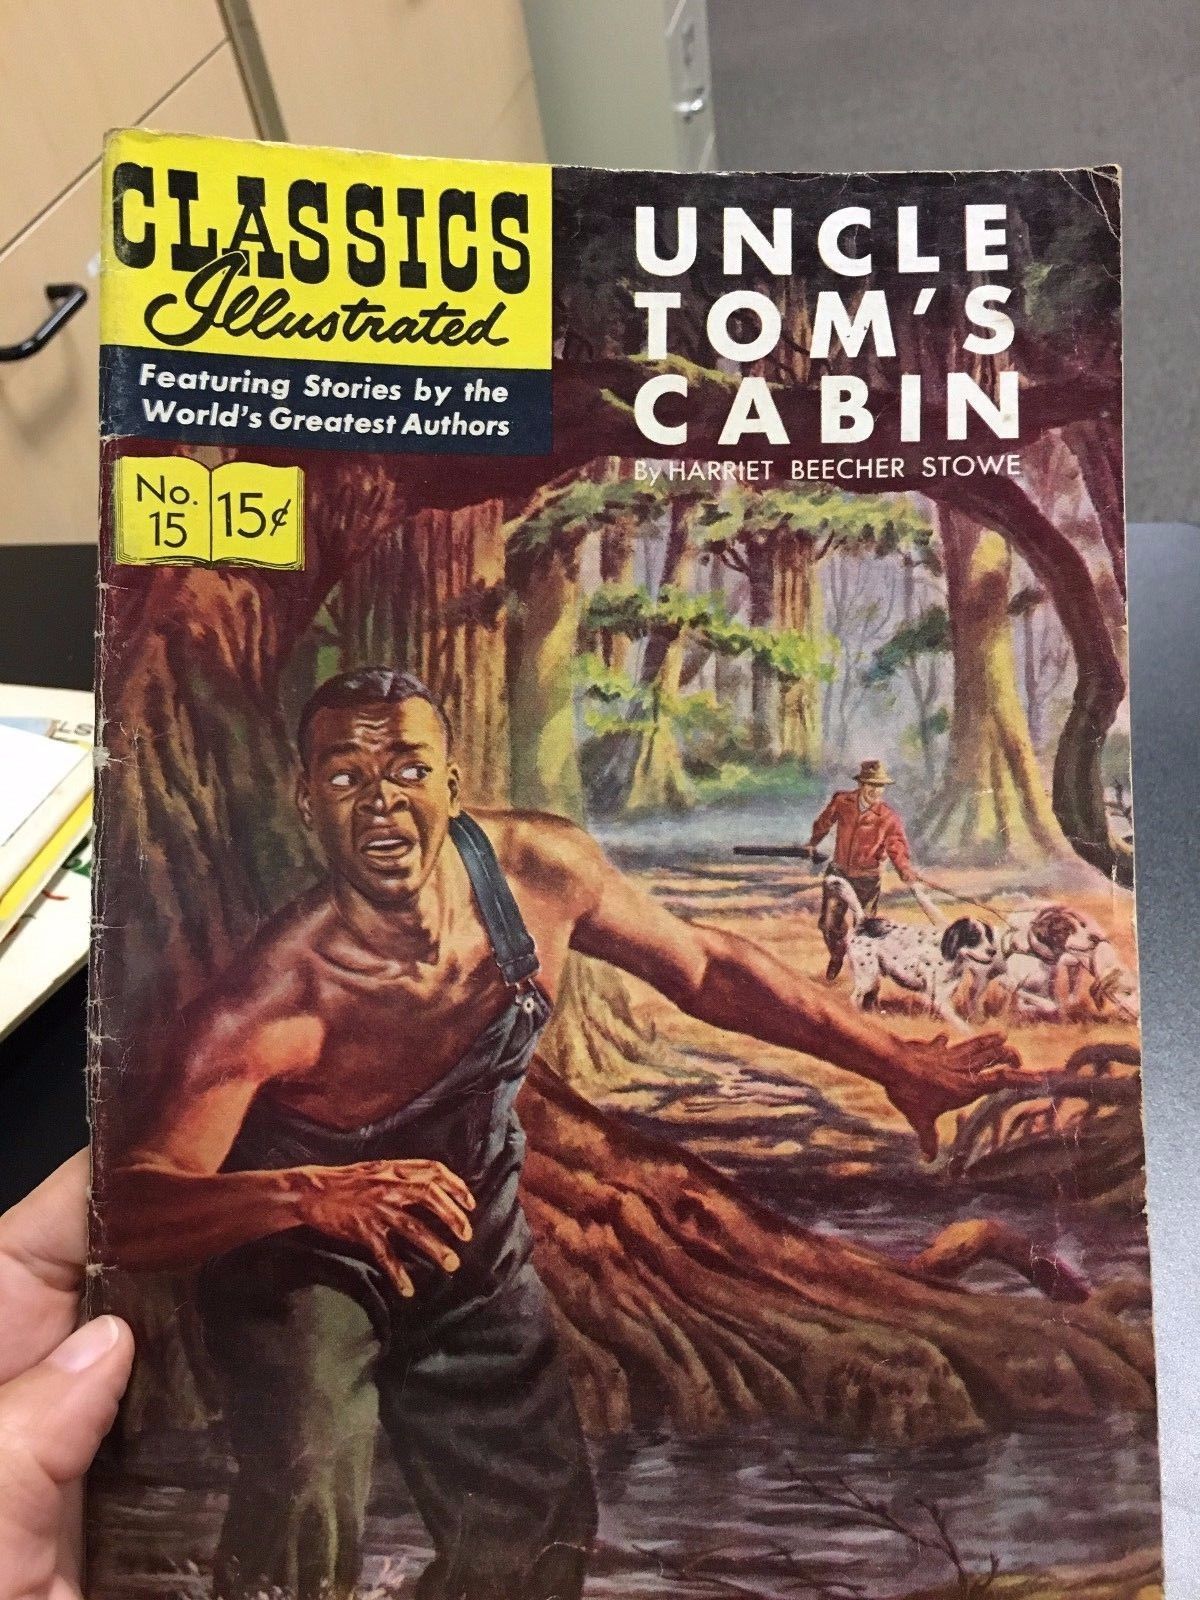 CLASSICS
Illustrated
Featuring Stories by the
World's Greatest Authors
No.
15
15¢
UNCLE
TOM'S
CABIN
By HARRIET BEECHER STOWE
LS